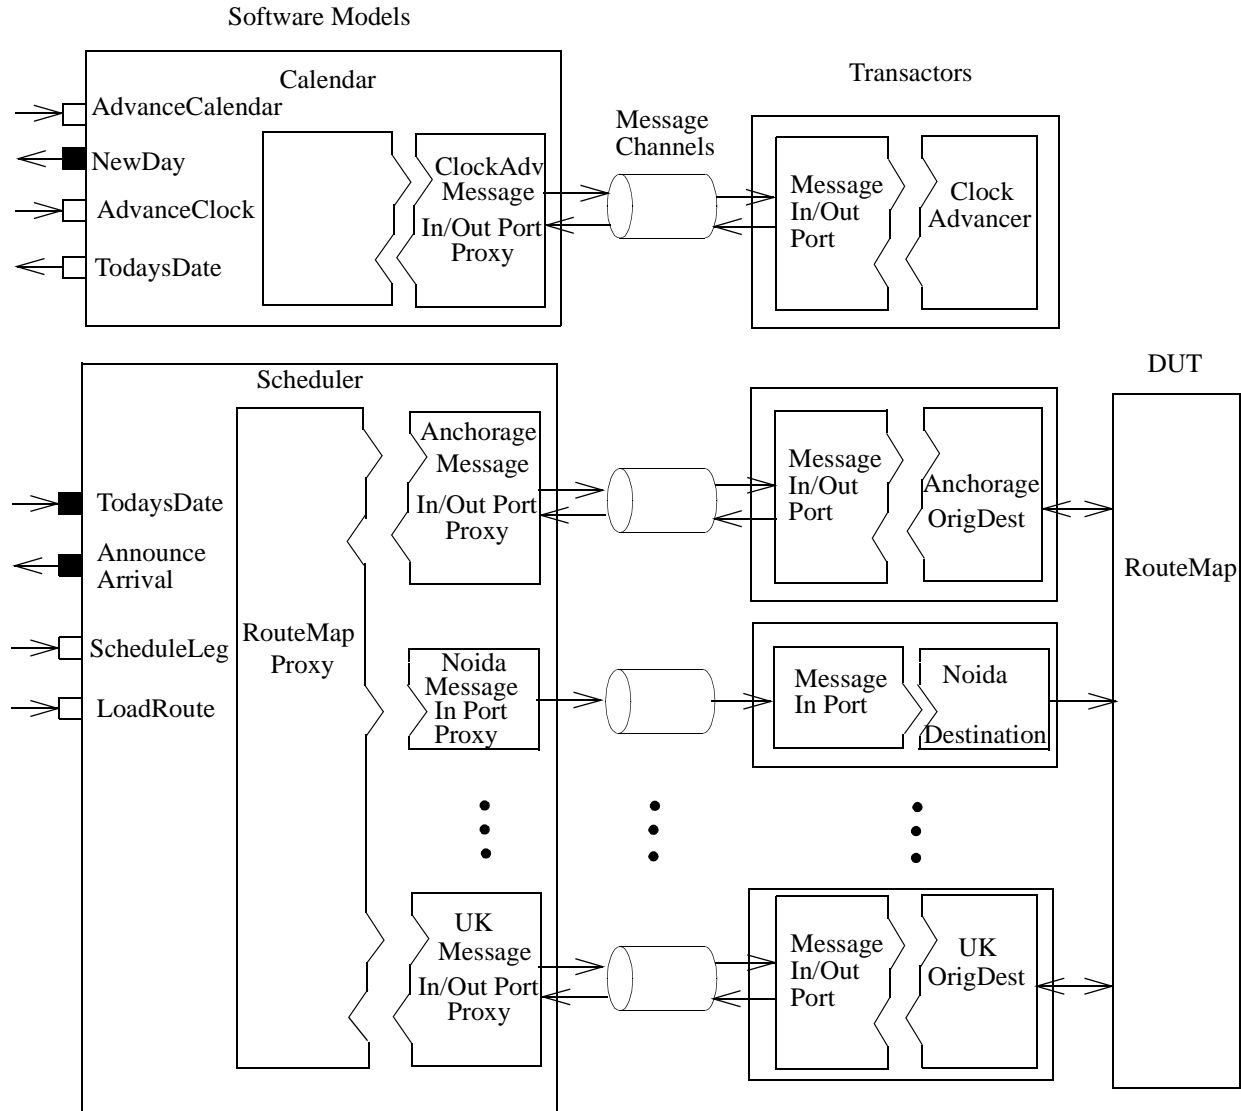 Software Models
Calendar
AdvanceCalendar
NewDay
AdvanceClock
TodaysDate
ClockAdv
Message
In/Out Port
Proxy
Message
Channels
Transactors
Message
In/Out
Port
Clock
Advancer
Scheduler
TodaysDate
Announce
Arrival
ScheduleLeg
LoadRoute
RouteMap
Proxy
Anchorage
Message
In/Out Port
Proxy
Message
In/Out
Port
Anchorage
OrigDest
DUT
RouteMap
Noida
Message
In Port
Proxy
Message
In Port
Noida
Destination
UK
Message
In/Out Port
Proxy
Message
In/Out
Port
UK
OrigDest